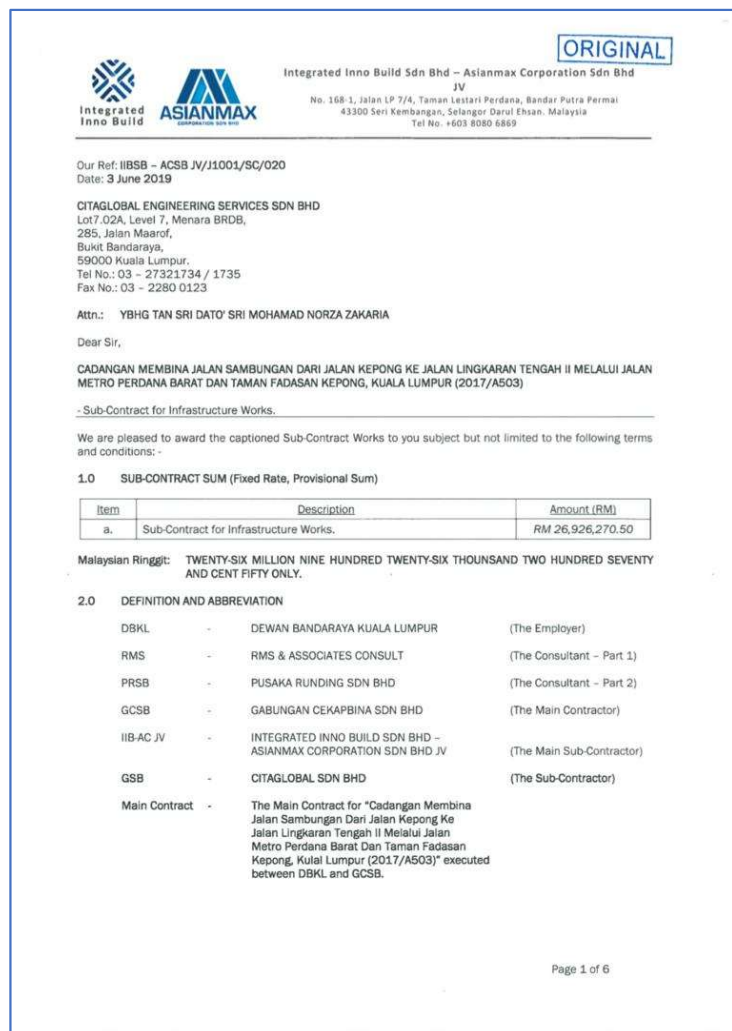 ORIGINAL
Integrated
Inno Build
ASIANMAX
CORPORATION SDN BHD
Integrated Inno Build Sdn Bhd – Asianmax Corporation Sdn Bhd
JV
No. 168-1, Jalan LP 7/4, Taman Lestari Perdana, Bandar Putra Permai
43300 Seri Kembangan, Selangor Darul Ehsan. Malaysia
Tel No. +603 8080 6869
Our Ref: IIBSB – ACSB JV/J1001/SC/020
Date: 3 June 2019
CITAGLOBAL ENGINEERING SERVICES SDN BHD
Lot7.02A, Level 7, Menara BRDB,
285, Jalan Maarof,
Bukit Bandaraya,
59000 Kuala Lumpur.
Tel No.: 03 – 27321734 / 1735
Fax No.: 03 – 2280 0123
Attn.: YBHG TAN SRI DATO' SRI MOHAMAD NORZA ZAKARIA
Dear Sir,
CADANGAN MEMBINA JALAN SAMBUNGAN DARI JALAN KEPONG KE JALAN LINGKARAN TENGAH II MELALUI JALAN
METRO PERDANA BARAT DAN TAMAN FADASAN KEPONG, KUALA LUMPUR (2017/A503)
- Sub-Contract for Infrastructure Works.
We are pleased to award the captioned Sub-Contract Works to you subject but not limited to the following terms
and conditions: -
1.0 SUB-CONTRACT SUM (Fixed Rate, Provisional Sum)
Item Description Amount (RM)
a. Sub-Contract for Infrastructure Works. RM 26,926,270.50
Malaysian Ringgit: TWENTY-SIX MILLION NINE HUNDRED TWENTY-SIX THOUNSAND TWO HUNDRED SEVENTY
AND CENT FIFTY ONLY.
2.0 DEFINITION AND ABBREVIATION
DBKL - DEWAN BANDARAYA KUALA LUMPUR (The Employer)
RMS - RMS & ASSOCIATES CONSULT (The Consultant – Part 1)
PRSB - PUSAKA RUNDING SDN BHD (The Consultant – Part 2)
GCSB - GABUNGAN CEKAPBINA SDN BHD (The Main Contractor)
IIB-AC JV - INTEGRATED INNO BUILD SDN BHD –
ASIANMAX CORPORATION SDN BHD JV (The Main Sub-Contractor)
GSB - CITAGLOBAL SDN BHD (The Sub-Contractor)
Main Contract - The Main Contract for "Cadangan Membina
Jalan Sambungan Dari Jalan Kepong Ke
Jalan Lingkaran Tengah II Melalui Jalan
Metro Perdana Barat Dan Taman Fadasan
Kepong, Kulal Lumpur (2017/A503)" executed
between DBKL and GCSB.
Page 1 of 6